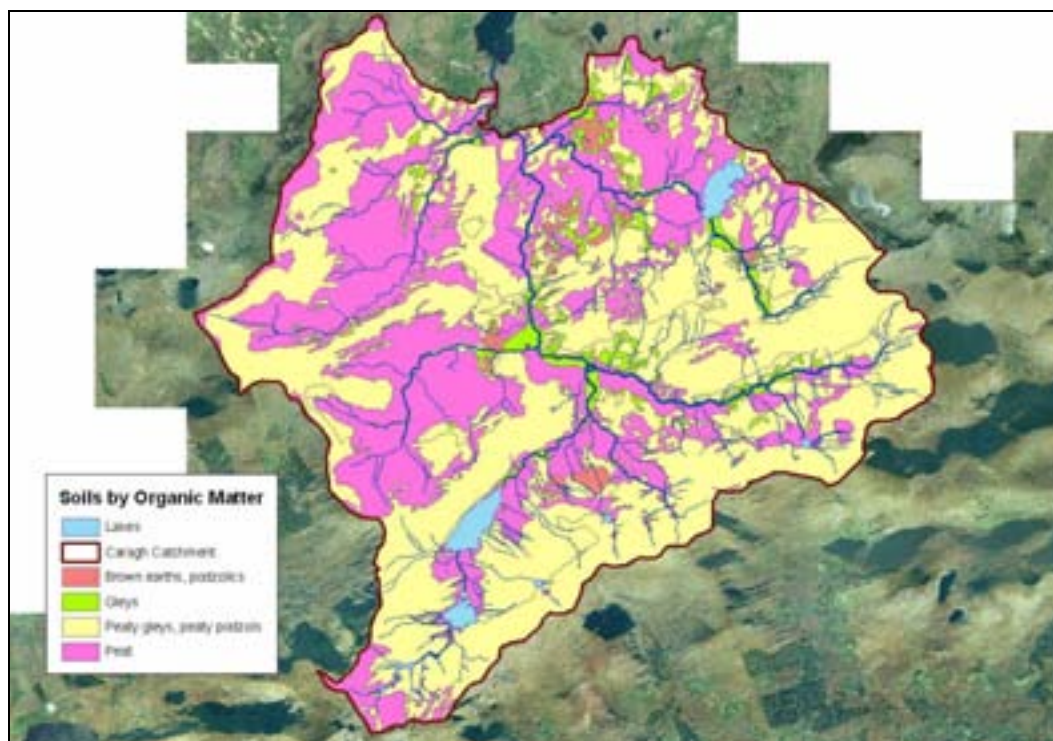 Soils by Organic Matter
Lakes
Caragh Catchment
Brown earths, podzolics
Gleys
Peaty gleys, peaty podzols
Peat